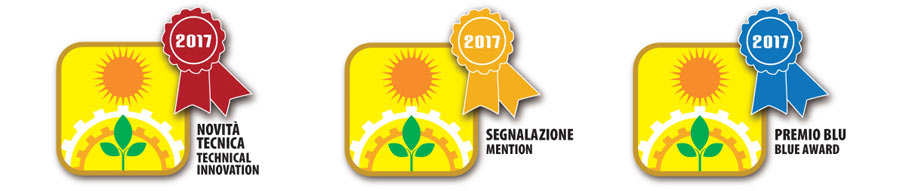 2017
NOVITÀ
TECNICA
TECHNICAL
INNOVATION
2017
SEGNALAZIONE
MENTION
2017
PREMIO BLU
BLUE AWARD